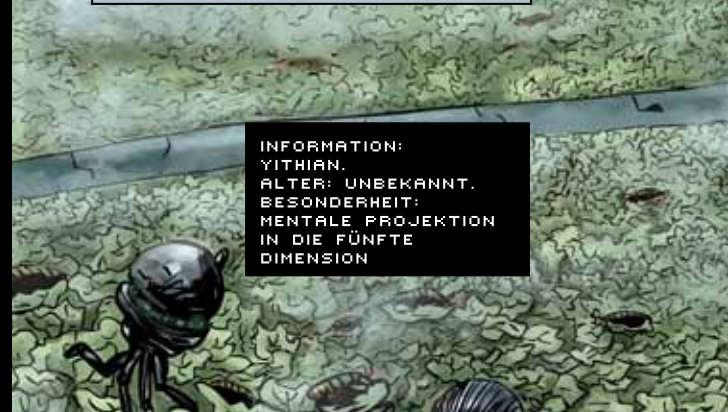 INFORMATION:
YITHIAN.
ALTER: UNBEKANNT.
BESONDERHEIT:
MENTALE PROJEKTION
IN DIE FÜNFTE
DIMENSION